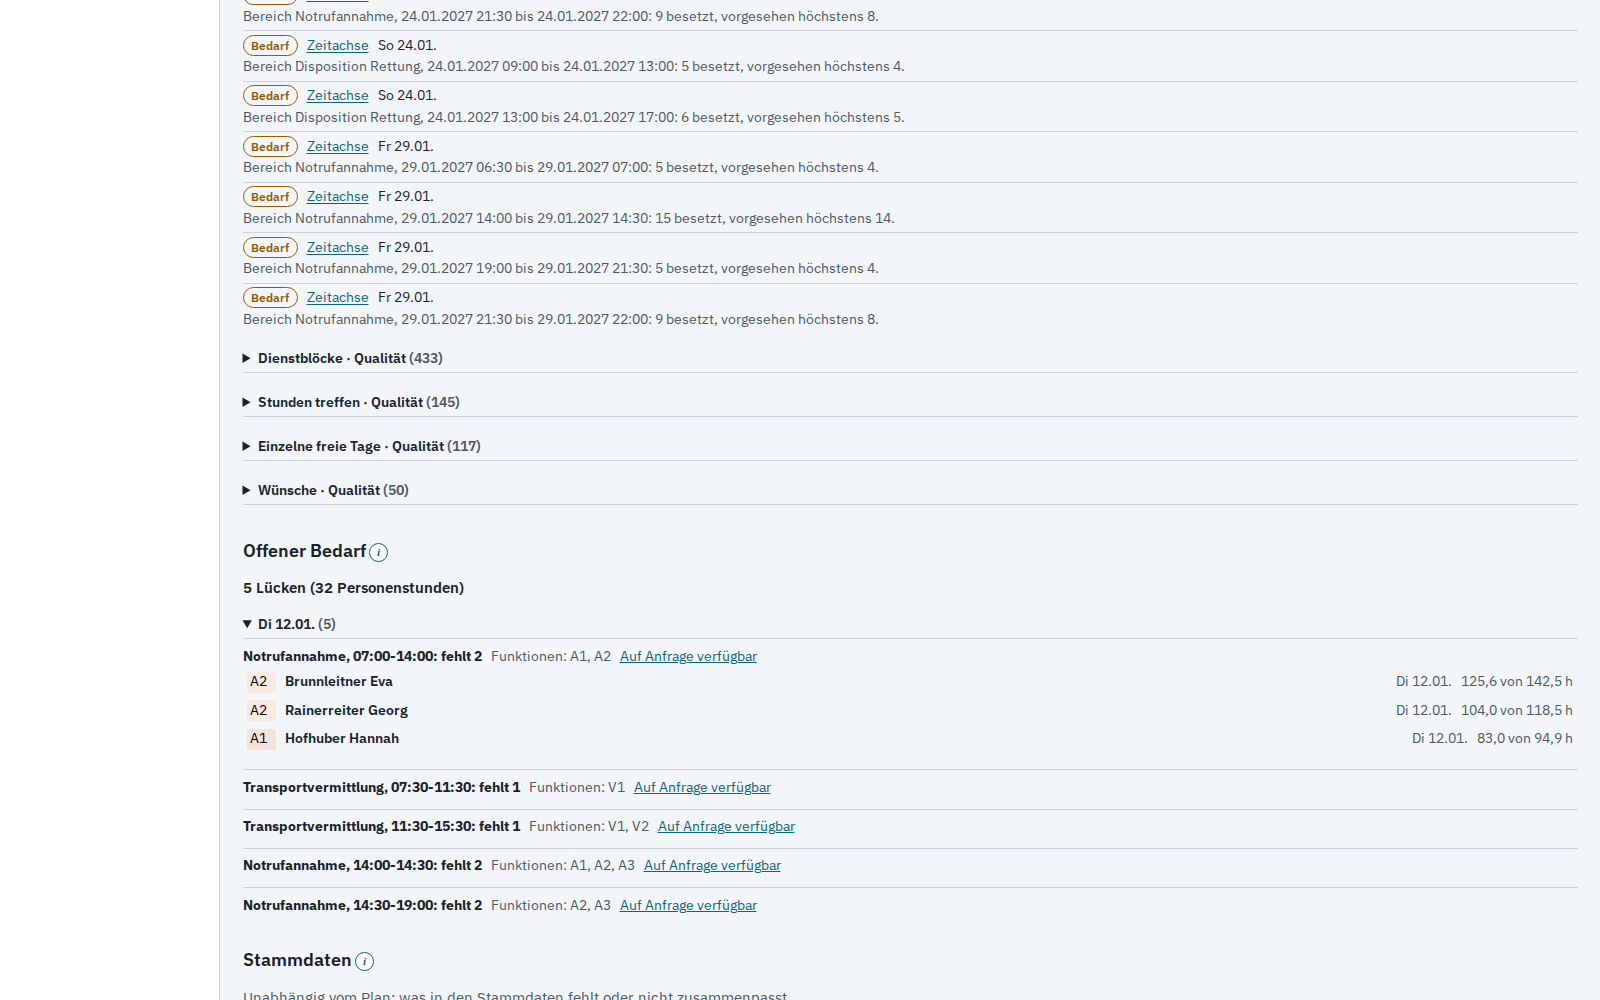 Bereich Notrufannahme, 24.01.2027 21:30 bis 24.01.2027 22:00: 9 besetzt, vorgesehen höchstens 8.
Bedarf Zeitachse So 24.01.
Bereich Disposition Rettung, 24.01.2027 09:00 bis 24.01.2027 13:00: 5 besetzt, vorgesehen höchstens 4.
Bedarf Zeitachse So 24.01.
Bereich Disposition Rettung, 24.01.2027 13:00 bis 24.01.2027 17:00: 6 besetzt, vorgesehen höchstens 5.
Bedarf Zeitachse Fr 29.01.
Bereich Notrufannahme, 29.01.2027 06:30 bis 29.01.2027 07:00: 5 besetzt, vorgesehen höchstens 4.
Bedarf Zeitachse Fr 29.01.
Bereich Notrufannahme, 29.01.2027 14:00 bis 29.01.2027 14:30: 15 besetzt, vorgesehen höchstens 14.
Bedarf Zeitachse Fr 29.01.
Bereich Notrufannahme, 29.01.2027 19:00 bis 29.01.2027 21:30: 5 besetzt, vorgesehen höchstens 4.
Bedarf Zeitachse Fr 29.01.
Bereich Notrufannahme, 29.01.2027 21:30 bis 29.01.2027 22:00: 9 besetzt, vorgesehen höchstens 8.
Dienstblöcke · Qualität (433)
Stunden treffen · Qualität (145)
Einzelne freie Tage · Qualität (117)
Wünsche · Qualität (50)
Offener Bedarf i
5 Lücken (32 Personenstunden)
Di 12.01. (5)
Notrufannahme, 07:00-14:00: fehlt 2 Funktionen: A1, A2 Auf Anfrage verfügbar
A2 Brunnleitner Eva Di 12.01. 125,6 von 142,5 h
A2 Rainerreiter Georg Di 12.01. 104,0 von 118,5 h
A1 Hofhuber Hannah Di 12.01. 83,0 von 94,9 h
Transportvermittlung, 07:30-11:30: fehlt 1 Funktionen: V1 Auf Anfrage verfügbar
Transportvermittlung, 11:30-15:30: fehlt 1 Funktionen: V1, V2 Auf Anfrage verfügbar
Notrufannahme, 14:00-14:30: fehlt 2 Funktionen: A1, A2, A3 Auf Anfrage verfügbar
Notrufannahme, 14:30-19:00: fehlt 2 Funktionen: A2, A3 Auf Anfrage verfügbar
Stammdaten i
Unabhängig vom Plan: was in den Stammdaten fehlt oder nicht zusammenpasst.